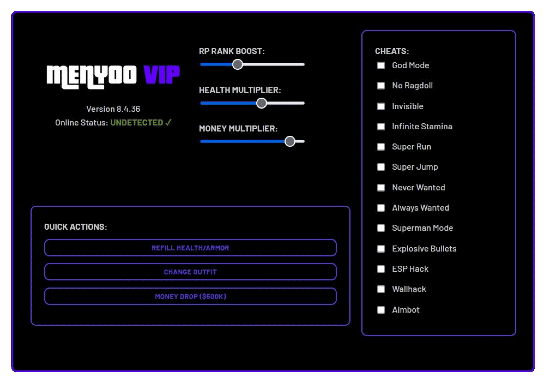 MENYOO VIP
Version 8.4.36
Online Status: UNDETECTED ✓
RP RANK BOOST:
HEALTH MULTIPLIER:
MONEY MULTIPLIER:
QUICK ACTIONS:
REFILL HEALTH/ARMOR
CHANGE OUTFIT
MONEY DROP ($500K)
CHEATS:
God Mode
No Ragdoll
Invisible
Infinite Stamina
Super Run
Super Jump
Never Wanted
Always Wanted
Superman Mode
Explosive Bullets
ESP Hack
Wallhack
Aimbot